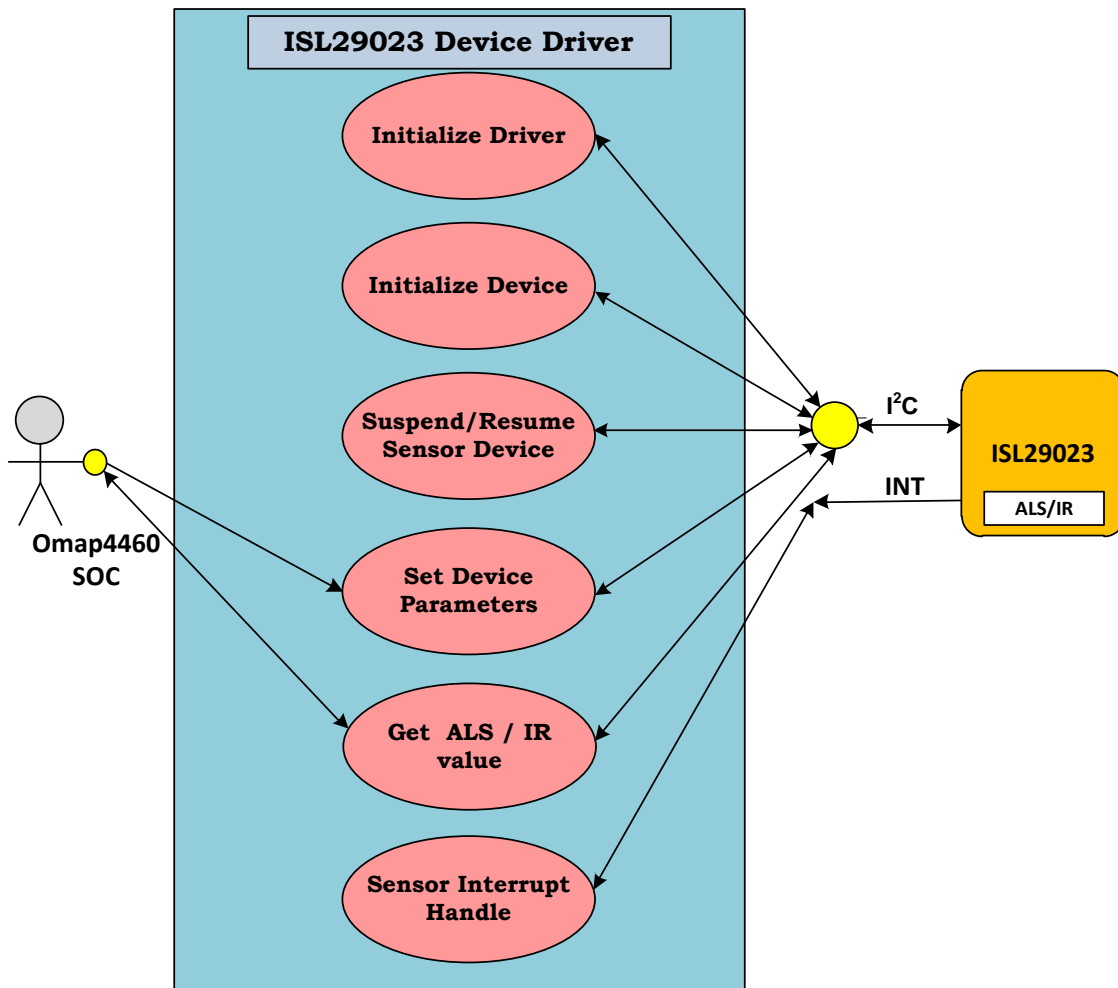 ISL29023 Device Driver
Initialize Driver
Initialize Device
Suspend/Resume
Sensor Device
Set Device
Parameters
Get ALS / IR
value
Sensor Interrupt
Handle
Omap4460
SOC
I²C
INT
ISL29023
ALS/IR